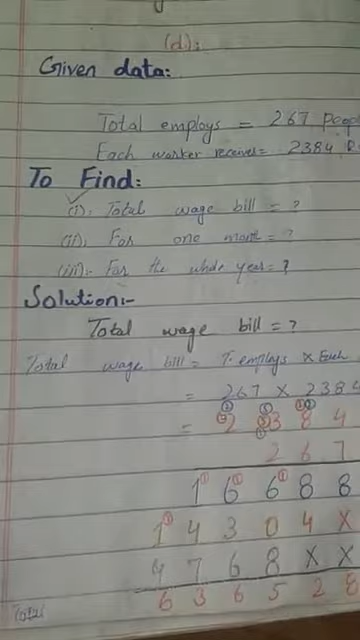 (d):
Given data:
Total employs = 267 peop
Each worker receives = 2384 R
To Find:
(i): Total wage bill = ?
(ii). For one month = ?
(iii). For the whole year = ?
Solution:-
Total wage bill = ?
Total wage bill = T. employs × Each
= 267 × 2384
= 2 3 8 4
2 6 7
1 6 6 8 8
1 4 3 0 4 ×
4 7 6 8 × ×
6 3 6 5 2 8
Total